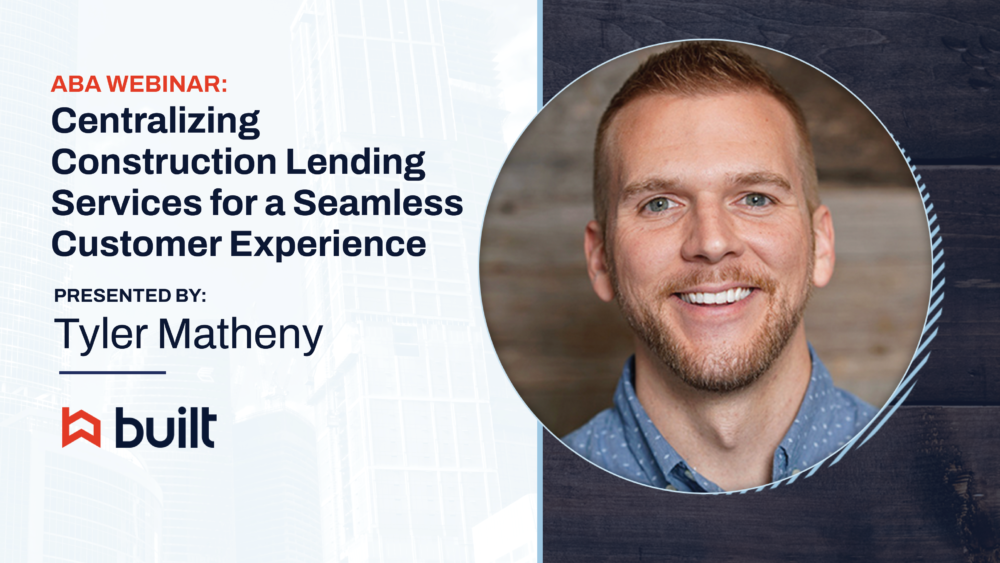 ABA WEBINAR:
Centralizing
Construction Lending
Services for a Seamless
Customer Experience
PRESENTED BY:
Tyler Matheny
built